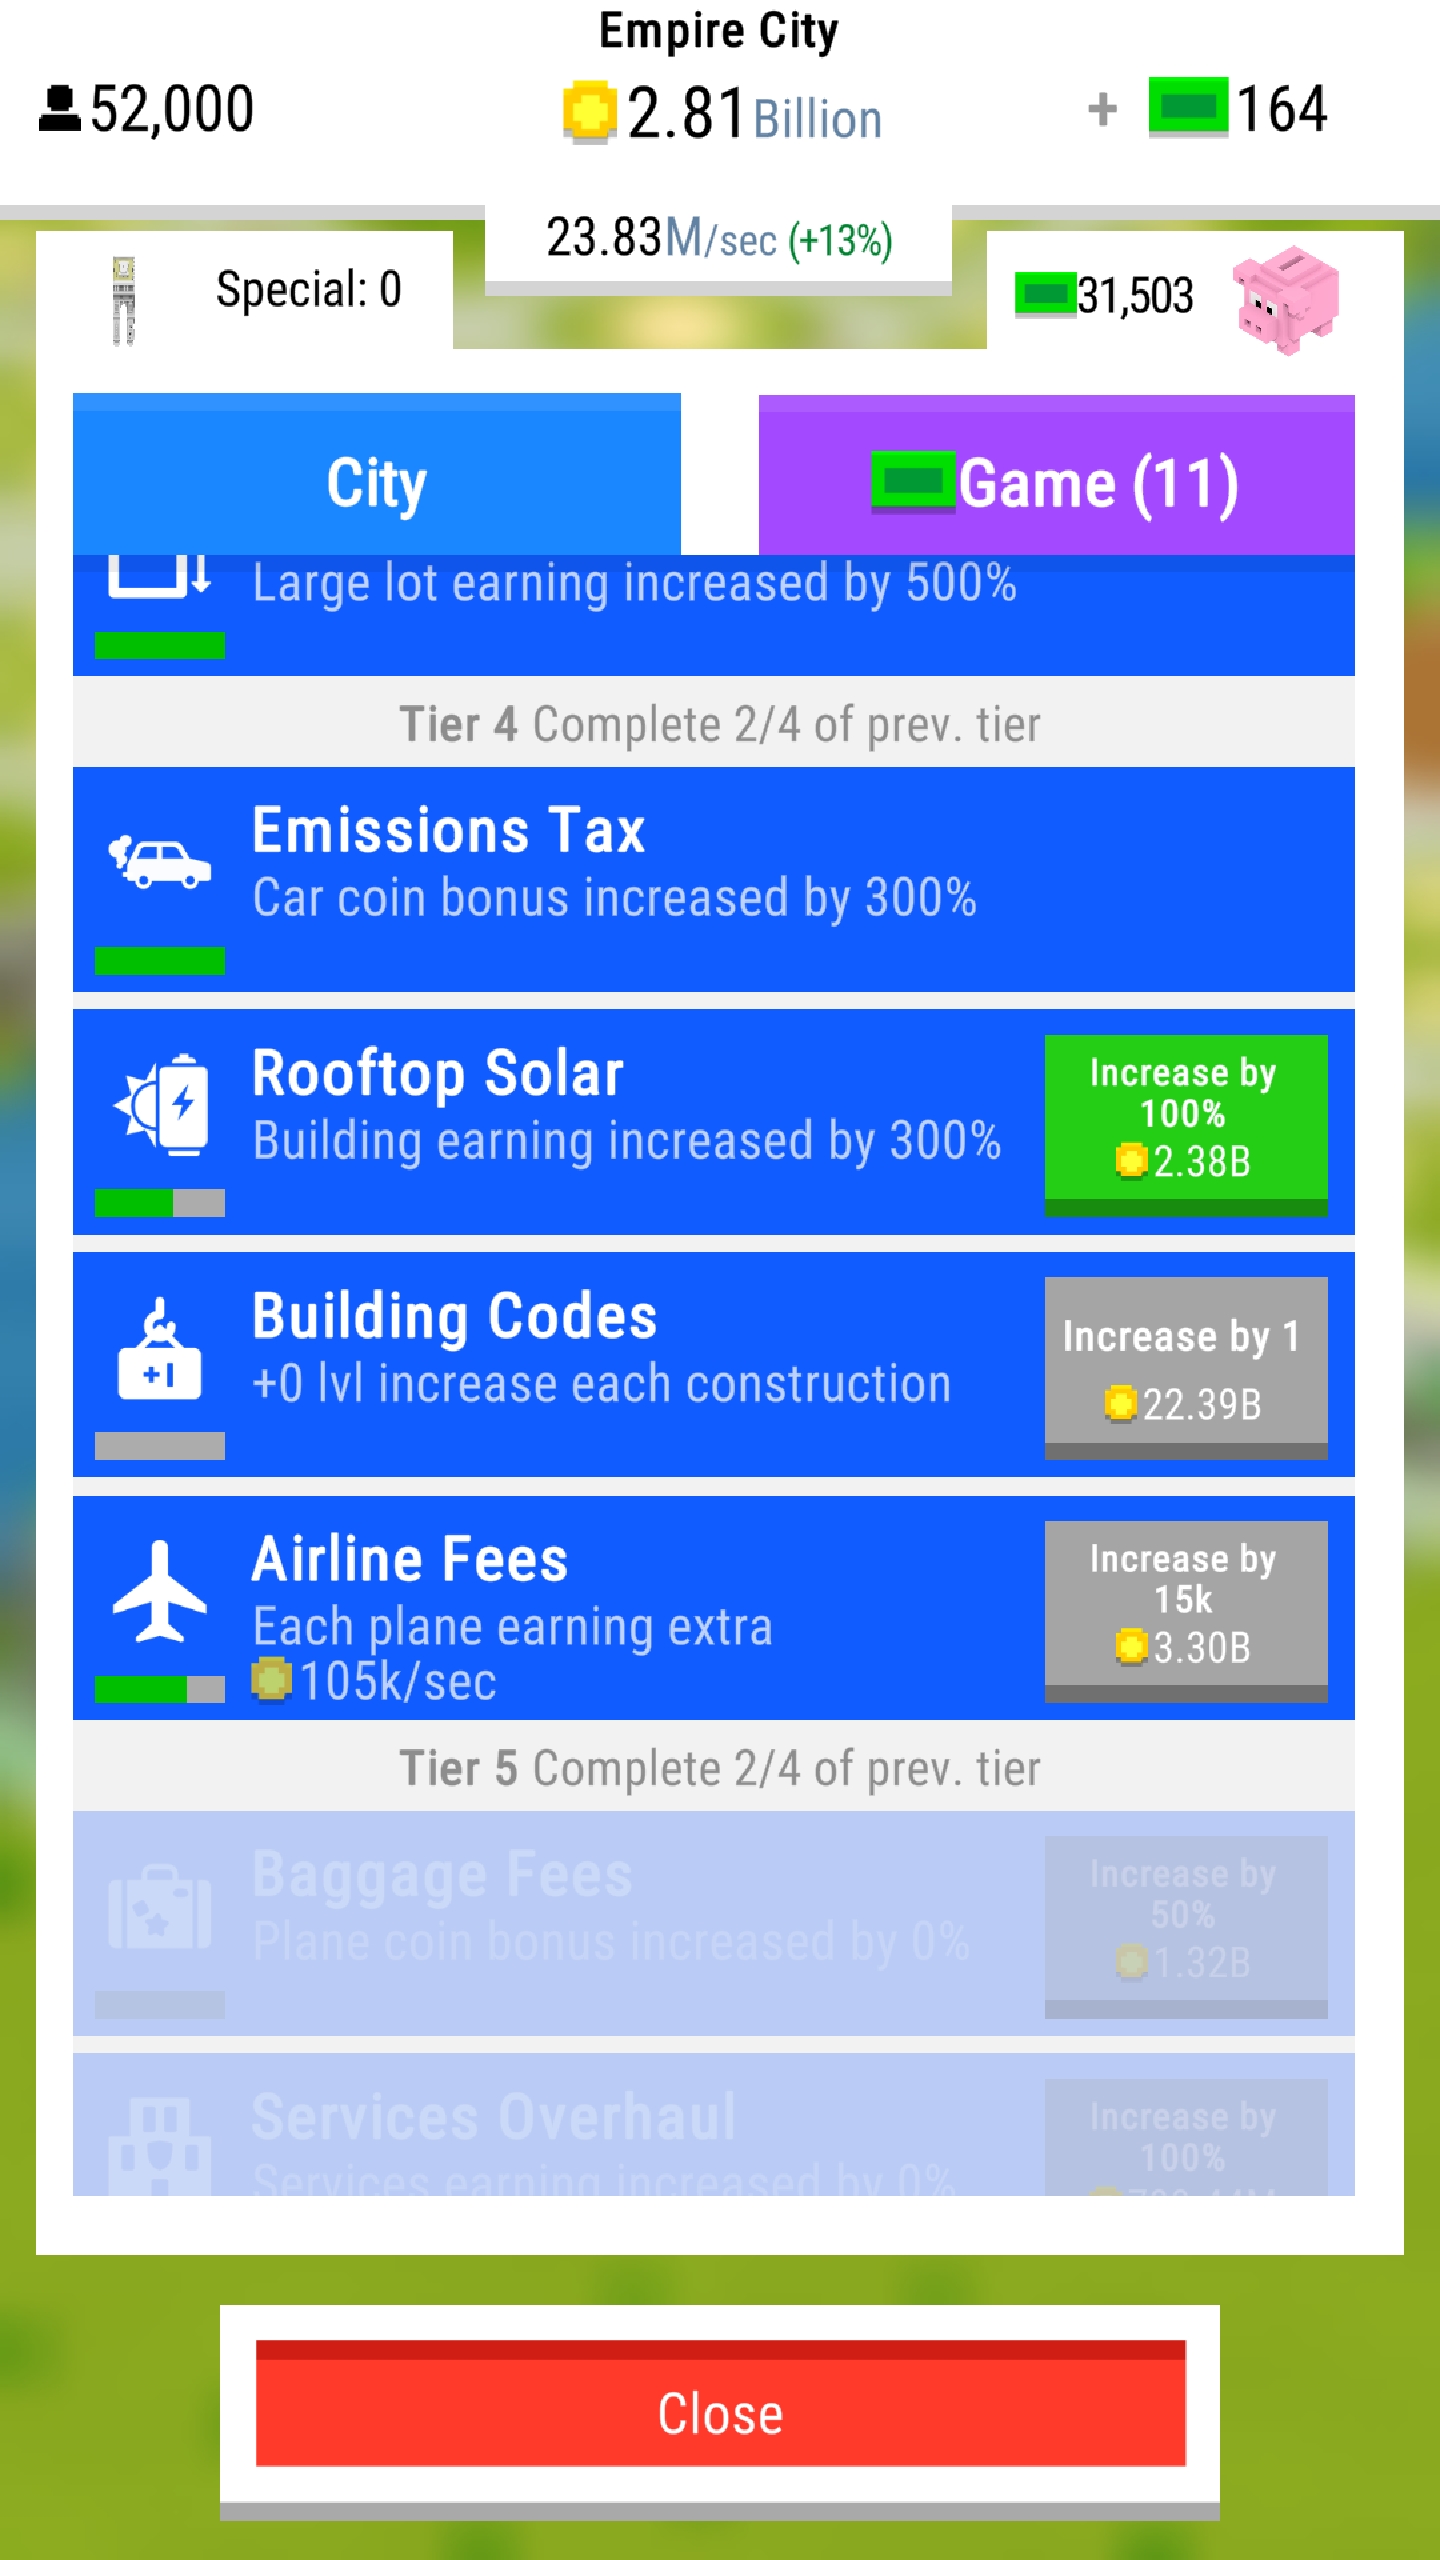 Empire City
52,000
2.81 Billion
+ 164
23.83M/sec (+13%)
Special: 0
31,503
City
Game (11)
Large lot earning increased by 500%
Tier 4 Complete 2/4 of prev. tier
Emissions Tax
Car coin bonus increased by 300%
Rooftop Solar
Building earning increased by 300%
Increase by
100%
2.38B
Building Codes
+0 lvl increase each construction
+1
Increase by 1
22.39B
Airline Fees
Each plane earning extra
105k/sec
Increase by
15k
3.30B
Tier 5 Complete 2/4 of prev. tier
Baggage Fees
Plane coin bonus increased by 0%
Increase by
50%
1.32B
Services Overhaul
Services earning increased by 0%
Increase by
100%
Close